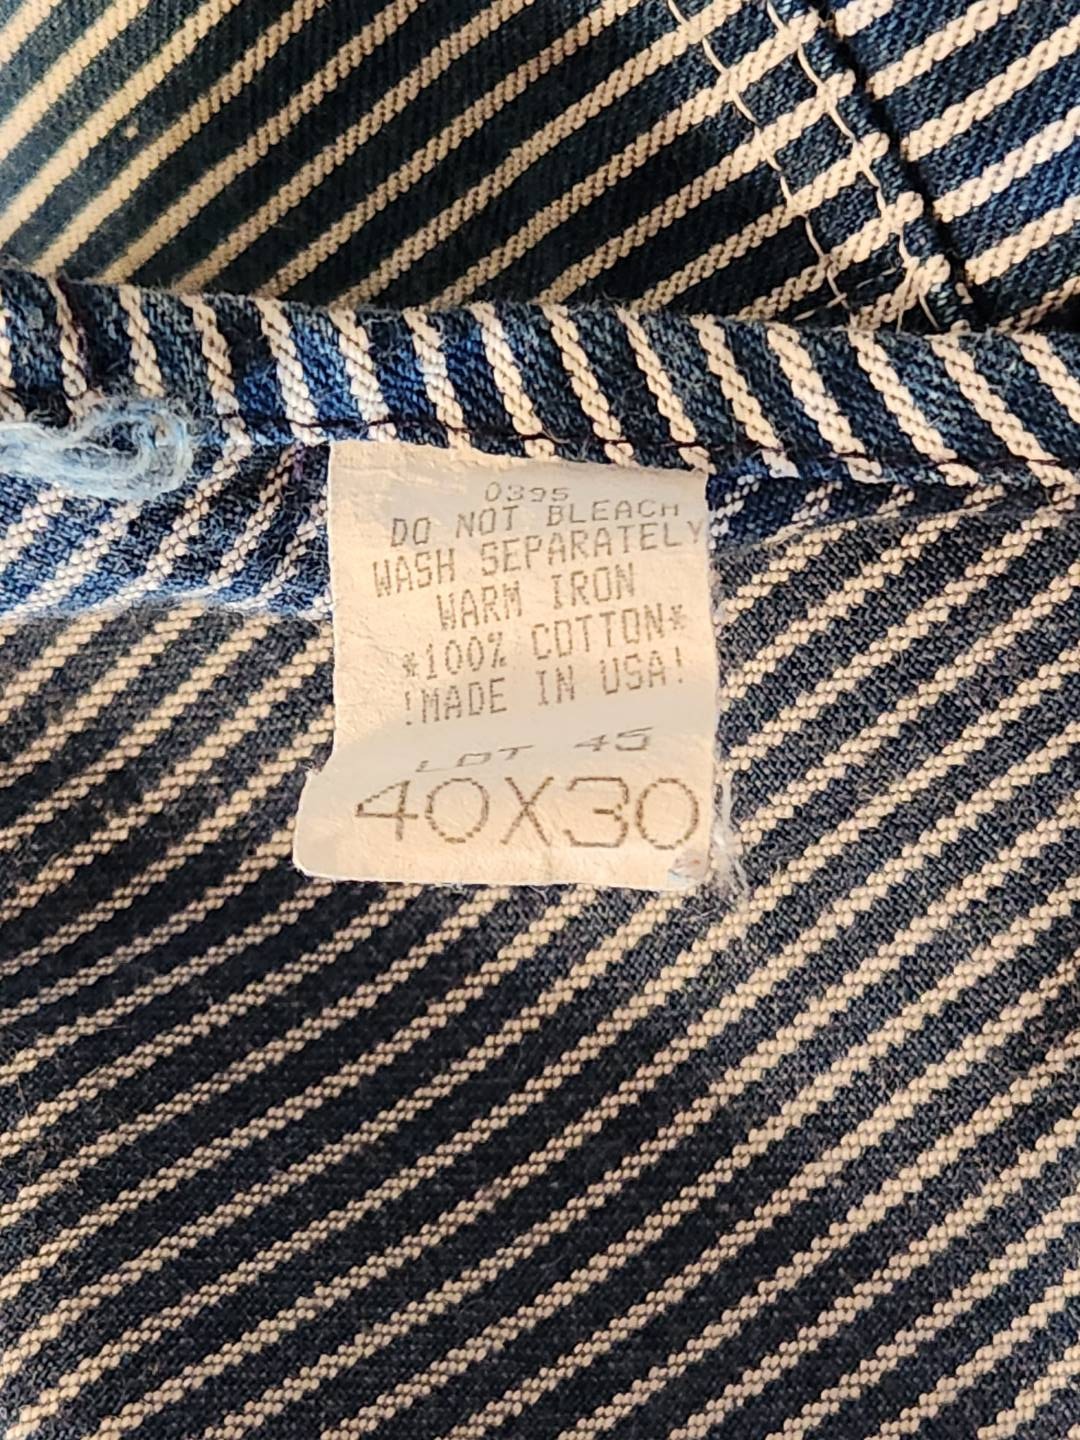 0395
DO NOT BLEACH
WASH SEPARATELY
WARM IRON
*100% COTTON*
!MADE IN USA!
LOT 45
40X30